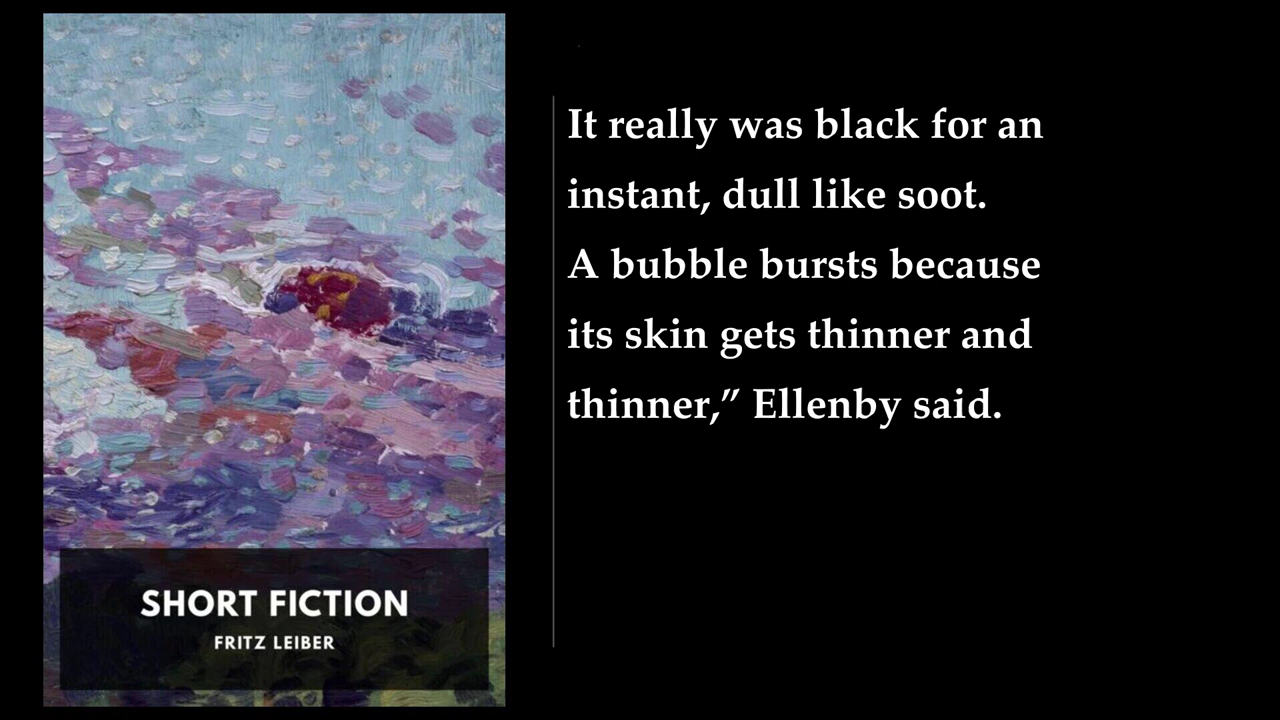 It really was black for an
instant, dull like soot.
A bubble bursts because
its skin gets thinner and
thinner,” Ellenby said.
SHORT FICTION
FRITZ LEIBER